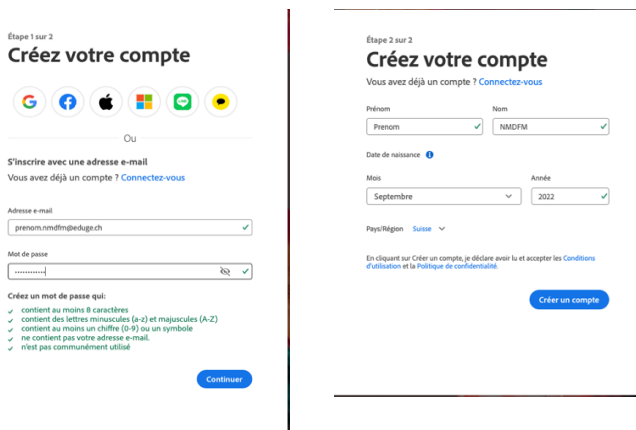 Étape 1 sur 2
Créez votre compte
Ou
S'inscrire avec une adresse e-mail
Vous avez déjà un compte ? Connectez-vous
Adresse e-mail
prenom.nmdfm@eduge.ch
Mot de passe
............
Créez un mot de passe qui:
contient au moins 8 caractères
contient des lettres minuscules (a-z) et majuscules (A-Z)
contient au moins un chiffre (0-9) ou un symbole
ne contient pas votre adresse e-mail.
n'est pas communément utilisé
Continuer
Étape 2 sur 2
Créez votre compte
Vous avez déjà un compte ? Connectez-vous
Prénom Nom
Prenom NMDFM
Date de naissance
Mois Année
Septembre 2022
Pays/Région Suisse
En cliquant sur Créer un compte, je déclare avoir lu et accepter les Conditions
d'utilisation et la Politique de confidentialité.
Créer un compte